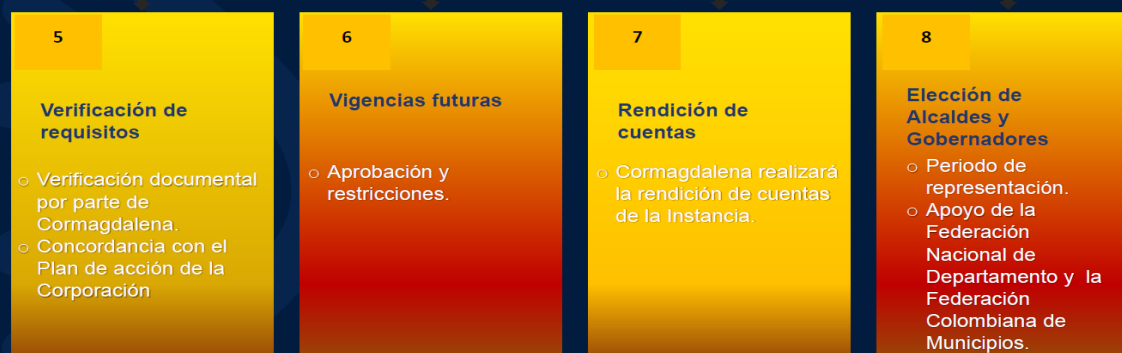 5
Verificación de
requisitos
○ Verificación documental
por parte de
Cormagdalena.
○ Concordancia con el
Plan de acción de la
Corporación
6
Vigencias futuras
○ Aprobación y
restricciones.
7
Rendición de
cuentas
○ Cormagdalena realizará
la rendición de cuentas
de la Instancia.
8
Elección de
Alcaldes y
Gobernadores
○ Periodo de
representación.
○ Apoyo de la
Federación
Nacional de
Departamento y la
Federación
Colombiana de
Municipios.